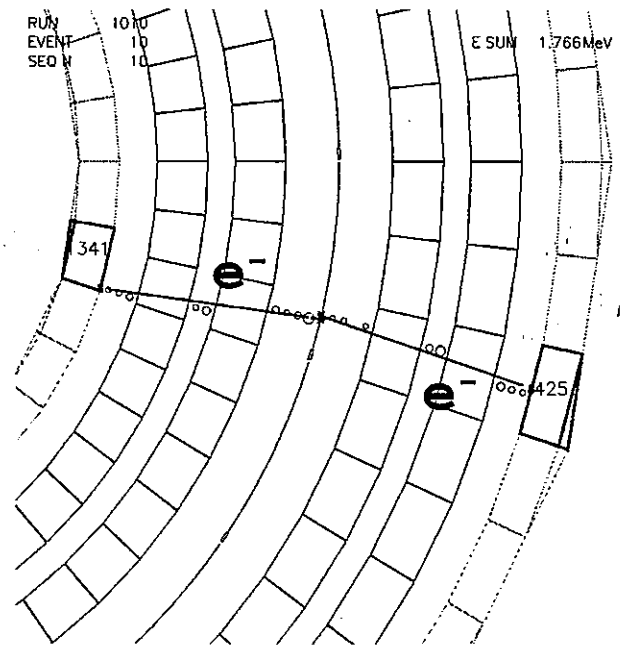 RUN 1010
EVENT 10
SEQ N 10
E SUM 1.766MeV
341
e-
e-
425